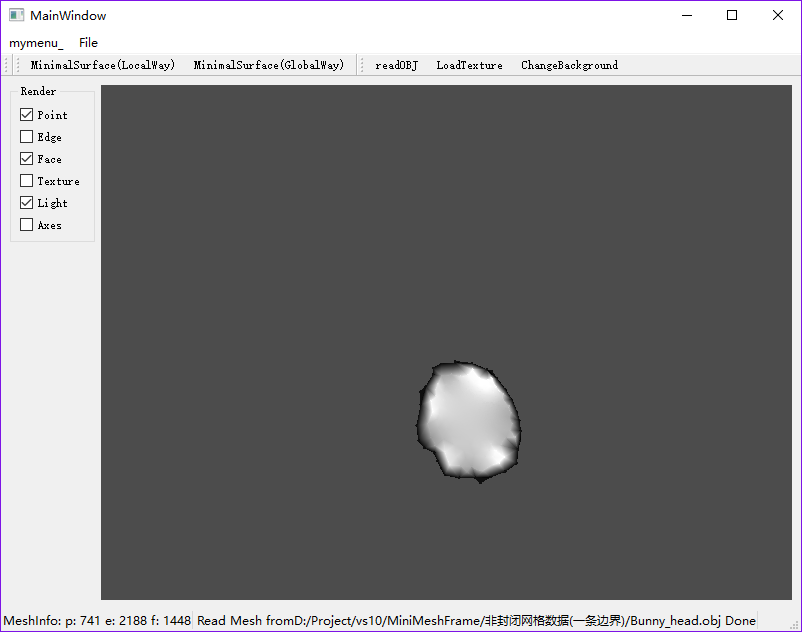 MainWindow
mymenu_ File
MinimalSurface(LocalWay) MinimalSurface(GlobalWay) readOBJ LoadTexture ChangeBackground
Render
Point
Edge
Face
Texture
Light
Axes
MeshInfo: p: 741 e: 2188 f: 1448 Read Mesh fromD:/Project/vs10/MiniMeshFrame/非封闭网格数据(一条边界)/Bunny_head.obj Done